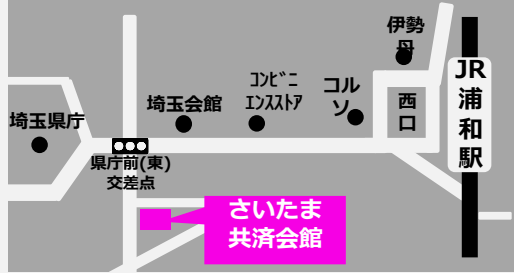 伊勢
丹
JR
浦
和
駅
コンビニ
エンスストア
コル
ソ
西
口
埼玉会館
埼玉県庁
県庁前(東)
交差点
さいたま
共済会館